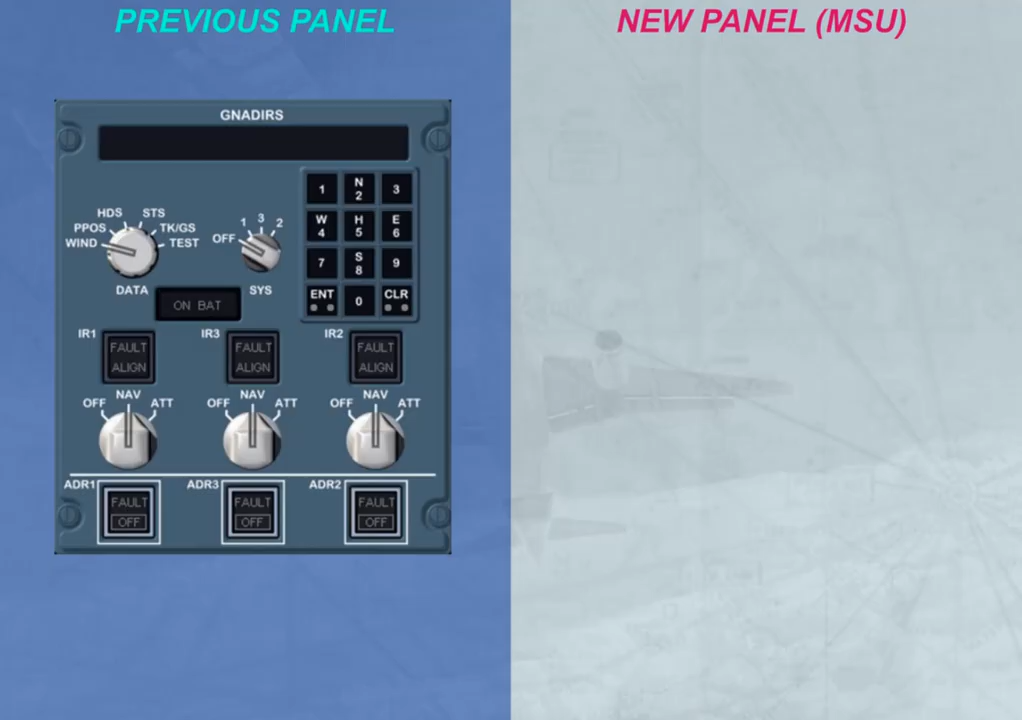 PREVIOUS PANEL
NEW PANEL (MSU)
GNADIRS
1
N
2
3
W
4
H
5
E
6
7
S
8
9
ENT
0
CLR
HDS STS
PPOS TK/GS
WIND TEST
DATA
OFF 1 3 2
SYS
ON BAT
IR1
FAULT
ALIGN
IR3
FAULT
ALIGN
IR2
FAULT
ALIGN
OFF NAV ATT
OFF NAV ATT
OFF NAV ATT
ADR1
FAULT
OFF
ADR3
FAULT
OFF
ADR2
FAULT
OFF